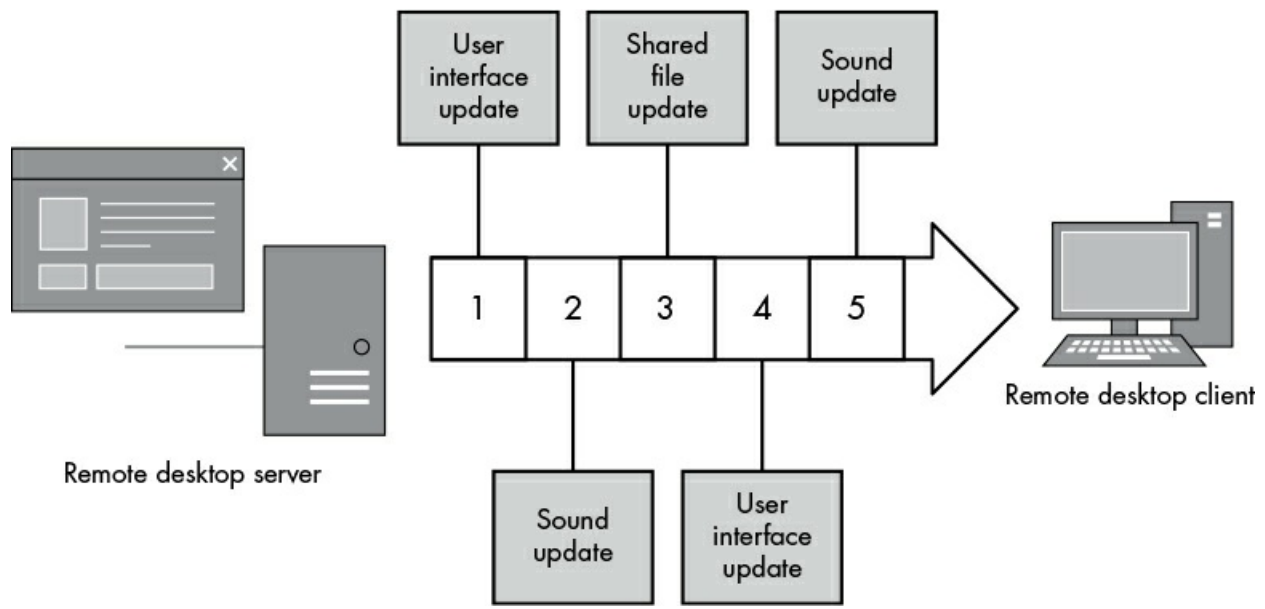 User
interface
update
Shared
file
update
Sound
update
1
2
3
4
5
Remote desktop client
Remote desktop server
Sound
update
User
interface
update